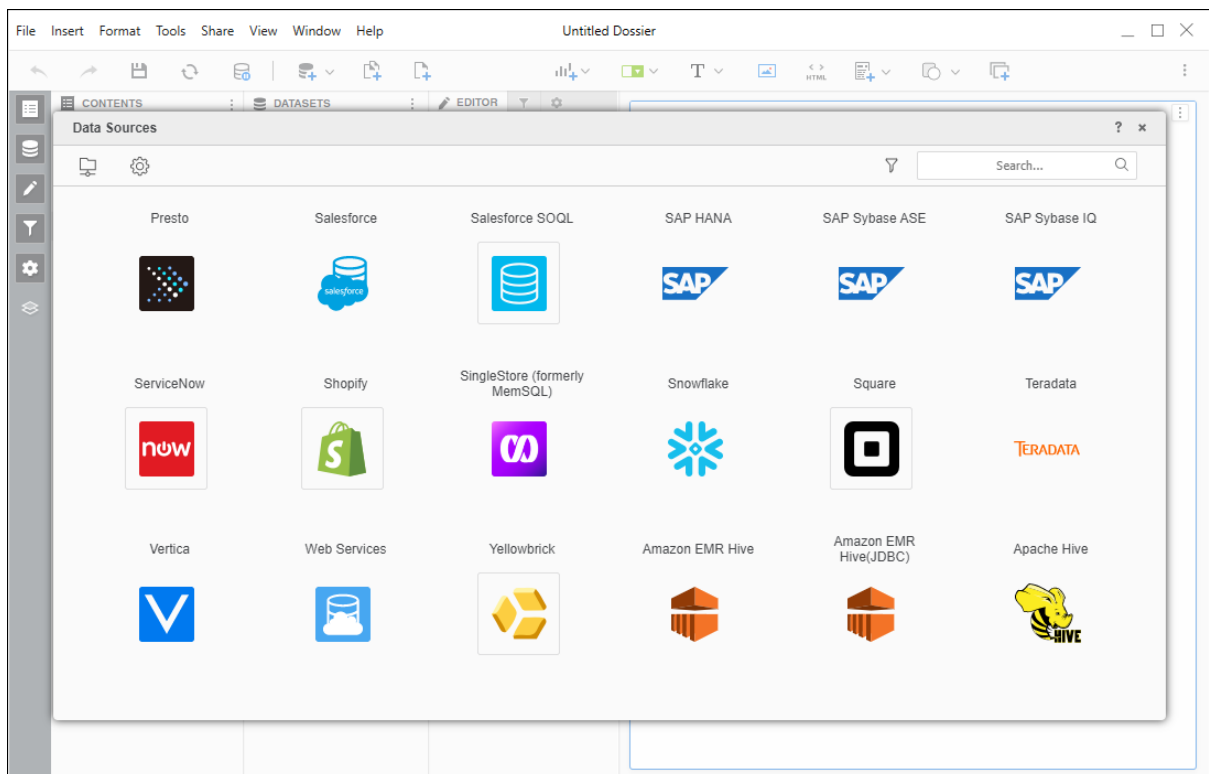 File Insert Format Tools Share View Window Help Untitled Dossier
T HTML
CONTENTS DATASETS EDITOR
Data Sources ?
Search...
Presto Salesforce Salesforce SOQL SAP HANA SAP Sybase ASE SAP Sybase IQ
salesforce SAP SAP SAP
ServiceNow Shopify SingleStore (formerly MemSQL) Snowflake Square Teradata
now S TERADATA
Vertica Web Services Yellowbrick Amazon EMR Hive Amazon EMR Hive(JDBC) Apache Hive
V HIVE